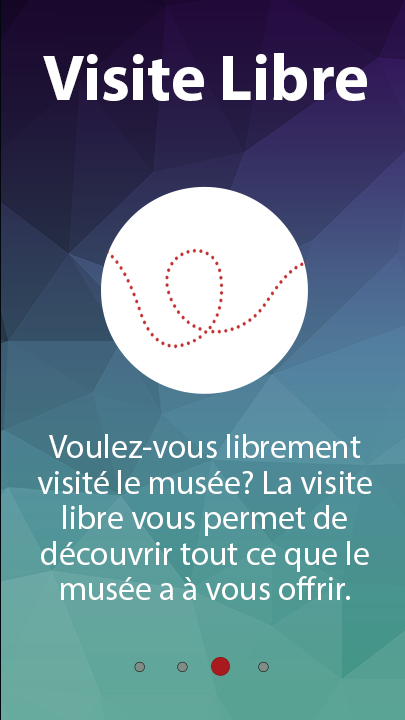 Visite Libre
Voulez-vous librement
visité le musée? La visite
libre vous permet de
découvrir tout ce que le
musée a à vous offrir.